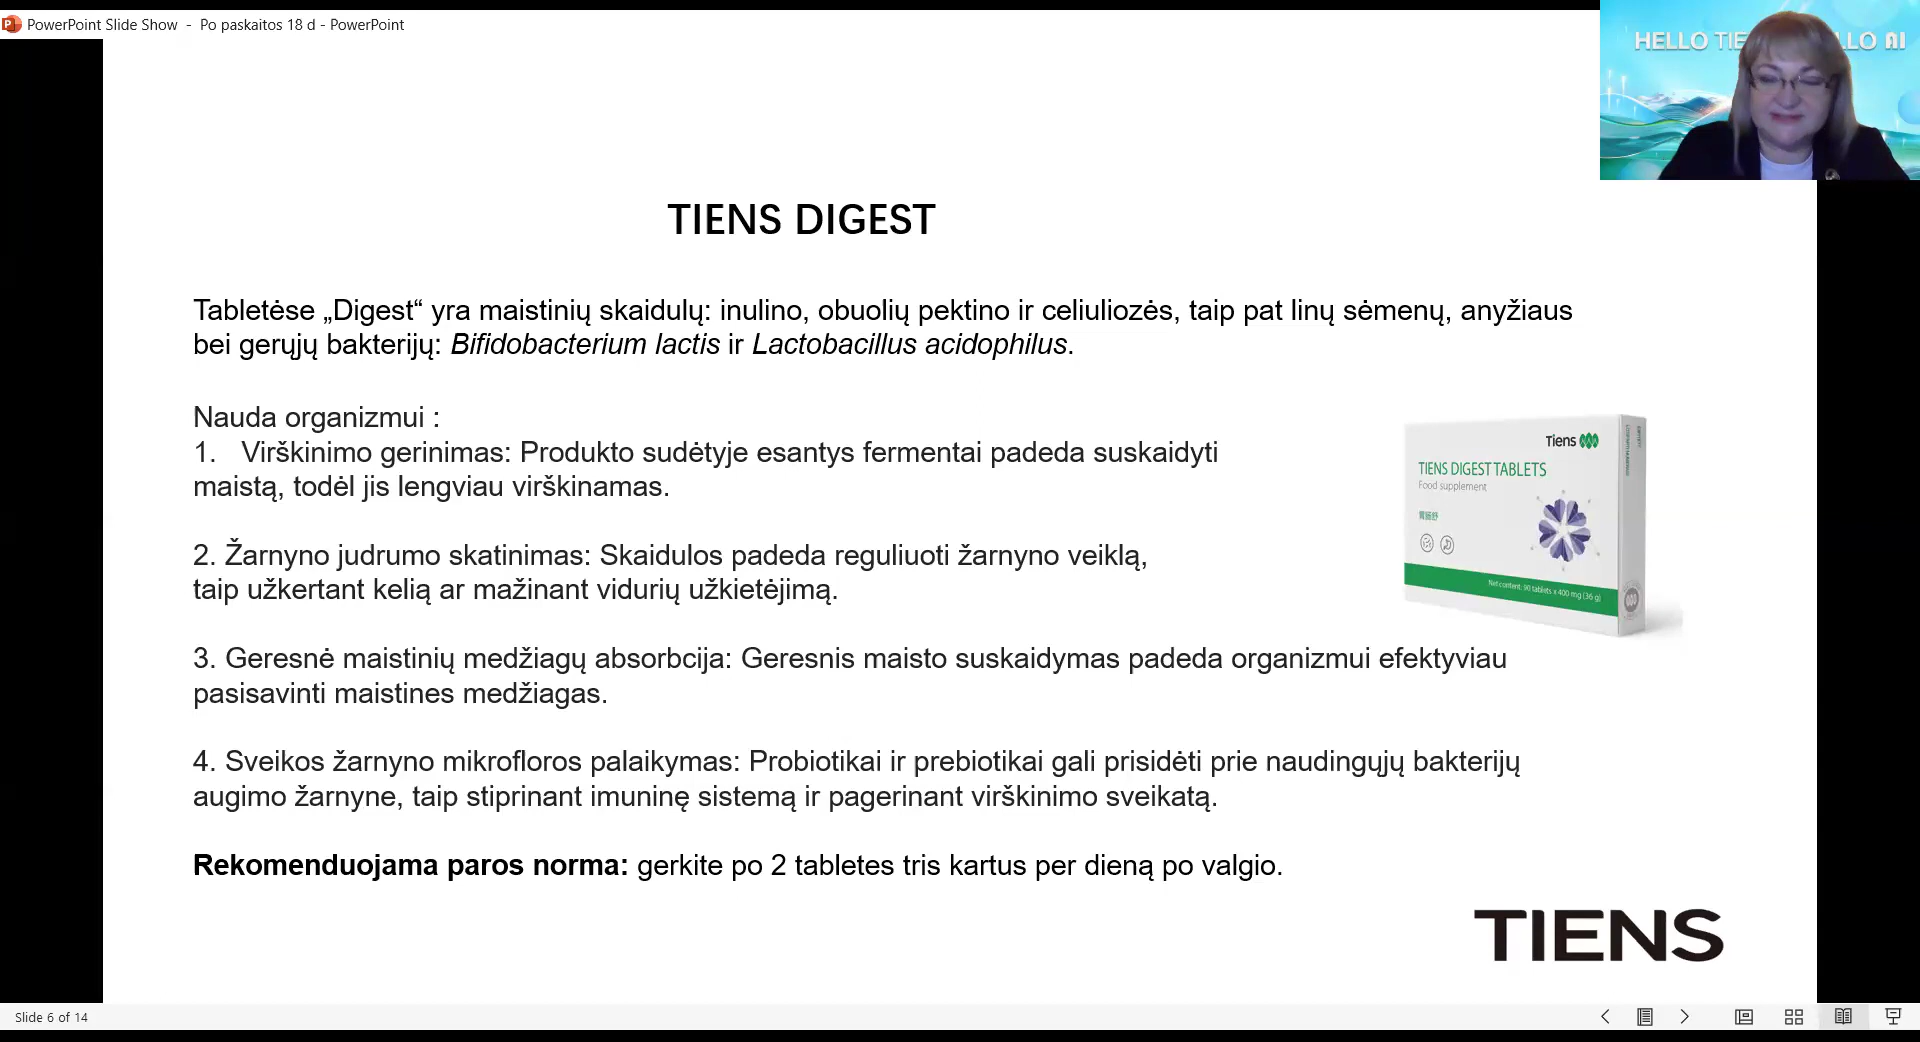 PowerPoint Slide Show - Po paskaitos 18 d - PowerPoint
HELLO TIE LLO AI
TIENS DIGEST
Tabletėse „Digest“ yra maistinių skaidulų: inulino, obuolių pektino ir celiuliozės, taip pat linų sėmenų, anyžiaus
bei gerųjų bakterijų: Bifidobacterium lactis ir Lactobacillus acidophilus.
Nauda organizmui :
1. Virškinimo gerinimas: Produkto sudėtyje esantys fermentai padeda suskaidyti
maistą, todėl jis lengviau virškinamas.
2. Žarnyno judrumo skatinimas: Skaidulos padeda reguliuoti žarnyno veiklą,
taip užkertant kelią ar mažinant vidurių užkietėjimą.
3. Geresnė maistinių medžiagų absorbcija: Geresnis maisto suskaidymas padeda organizmui efektyviau
pasisavinti maistines medžiagas.
4. Sveikos žarnyno mikrofloros palaikymas: Probiotikai ir prebiotikai gali prisidėti prie naudingųjų bakterijų
augimo žarnyne, taip stiprinant imuninę sistemą ir pagerinant virškinimo sveikatą.
Rekomenduojama paros norma: gerkite po 2 tabletes tris kartus per dieną po valgio.
Tiens
TIENS DIGEST TABLETS
Food supplement
Net content: 90 tablets x 400 mg (36 g)
TIENS
Slide 6 of 14